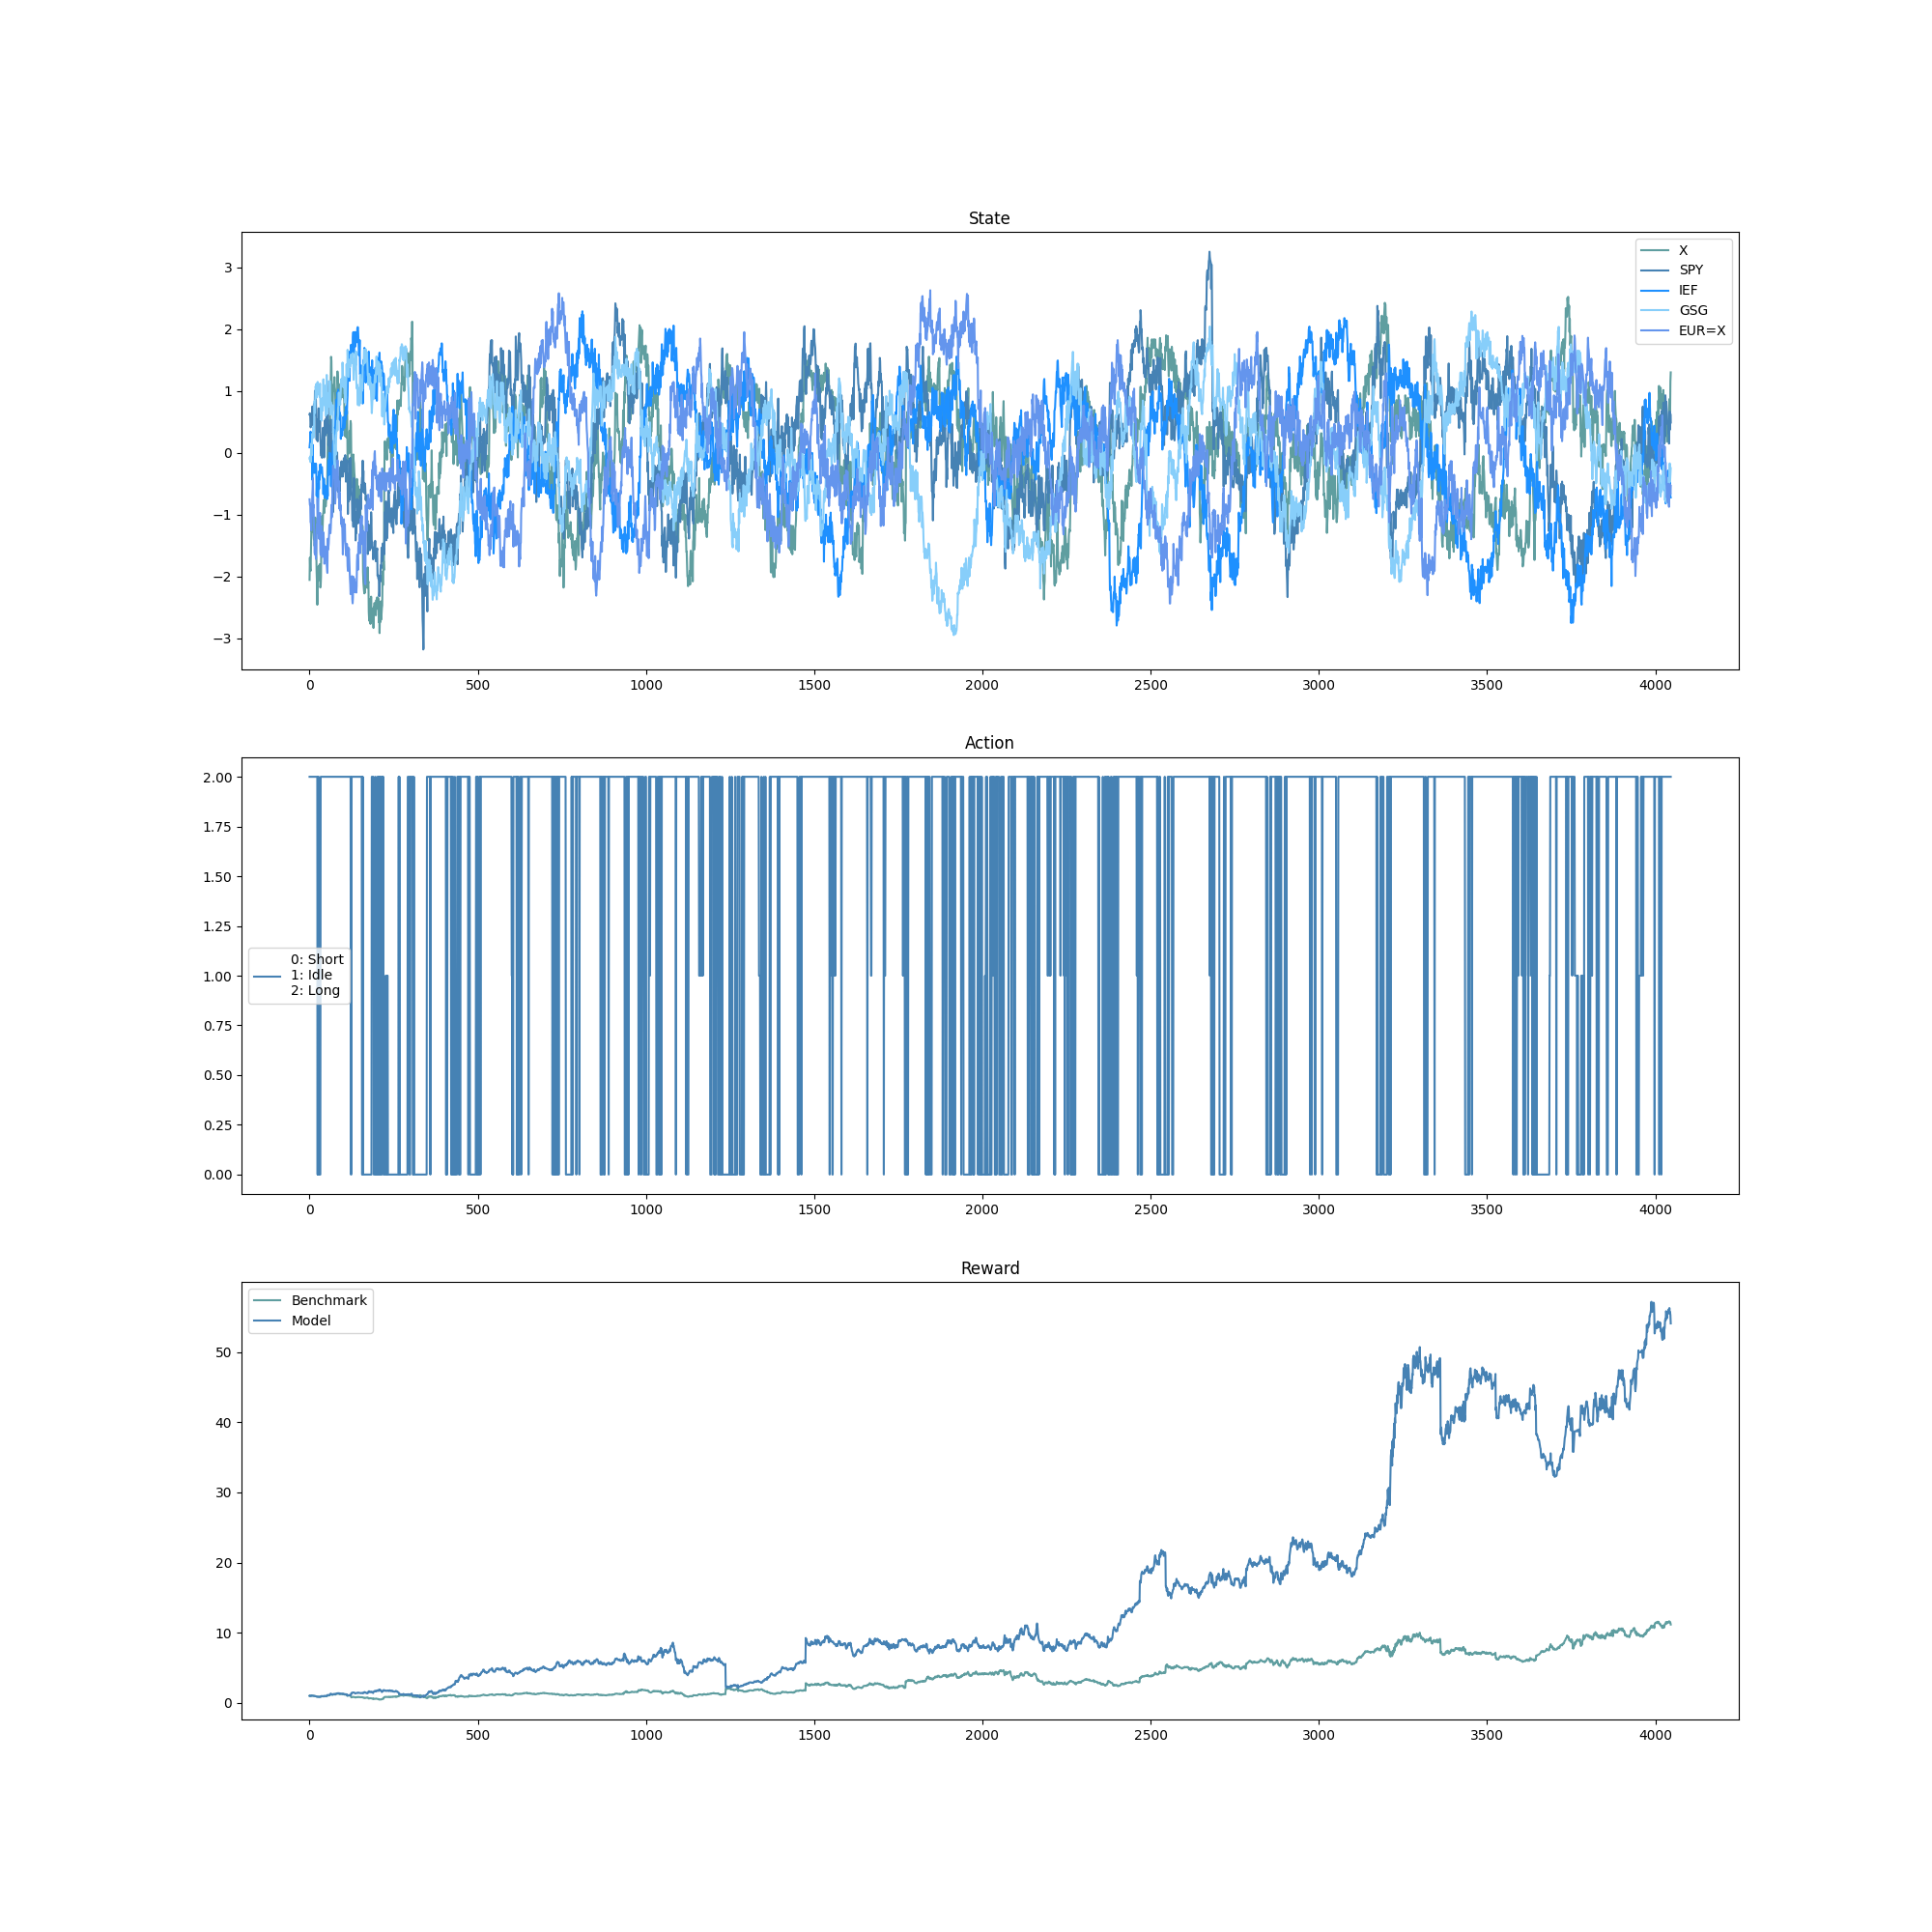 State
3
2
1
0
−1
−2
−3
X
SPY
IEF
GSG
EUR=X
0 500 1000 1500 2000 2500 3000 3500 4000
Action
2.00
1.75
1.50
1.25
1.00
0.75
0.50
0.25
0.00
0: Short
1: Idle
2: Long
0 500 1000 1500 2000 2500 3000 3500 4000
Reward
Benchmark
Model
50
40
30
20
10
0
0 500 1000 1500 2000 2500 3000 3500 4000